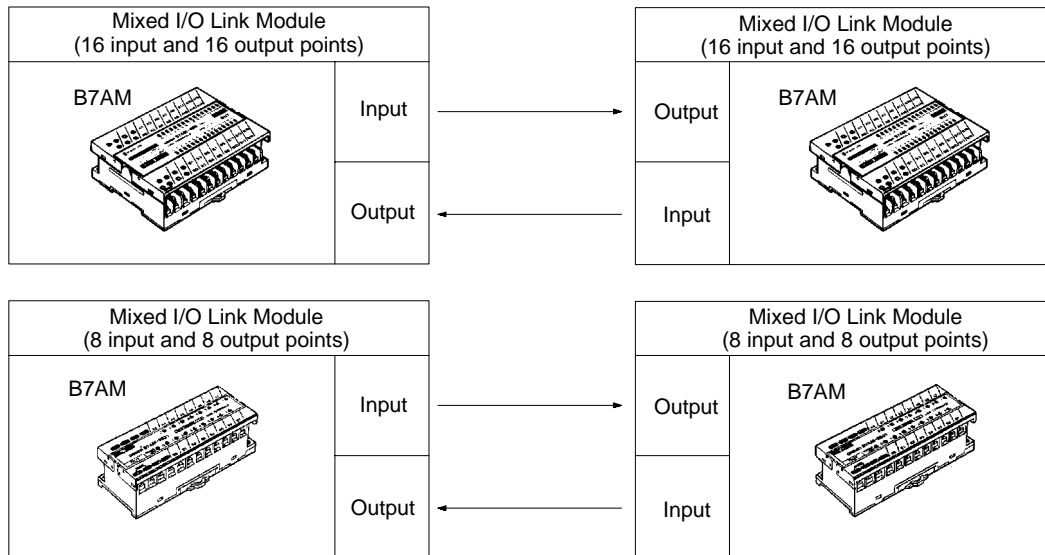 Mixed I/O Link Module
(16 input and 16 output points)
B7AM
Input
Output
Mixed I/O Link Module
(16 input and 16 output points)
Output
Input
B7AM
Mixed I/O Link Module
(8 input and 8 output points)
B7AM
Input
Output
Mixed I/O Link Module
(8 input and 8 output points)
Output
Input
B7AM